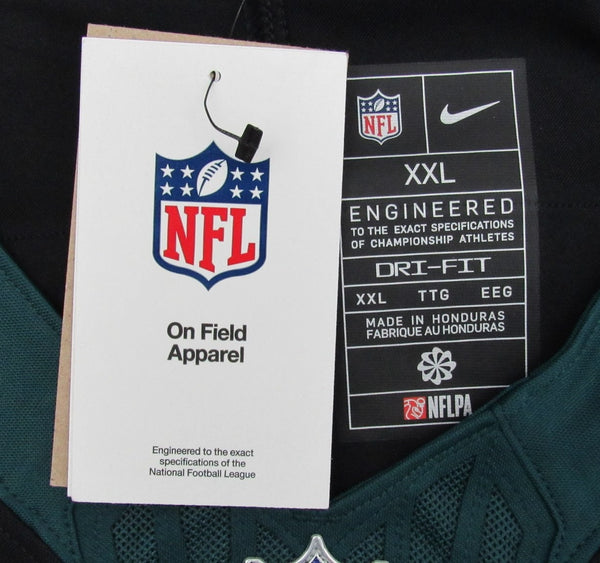 NFL
On Field
Apparel
Engineered to the exact
specifications of the
National Football League
NFL
XXL
ENGINEERED
TO THE EXACT SPECIFICATIONS
OF CHAMPIONSHIP ATHLETES
DRI-FIT
XXL TTG EEG
MADE IN HONDURAS
FABRIQUE AU HONDURAS
NFLPA